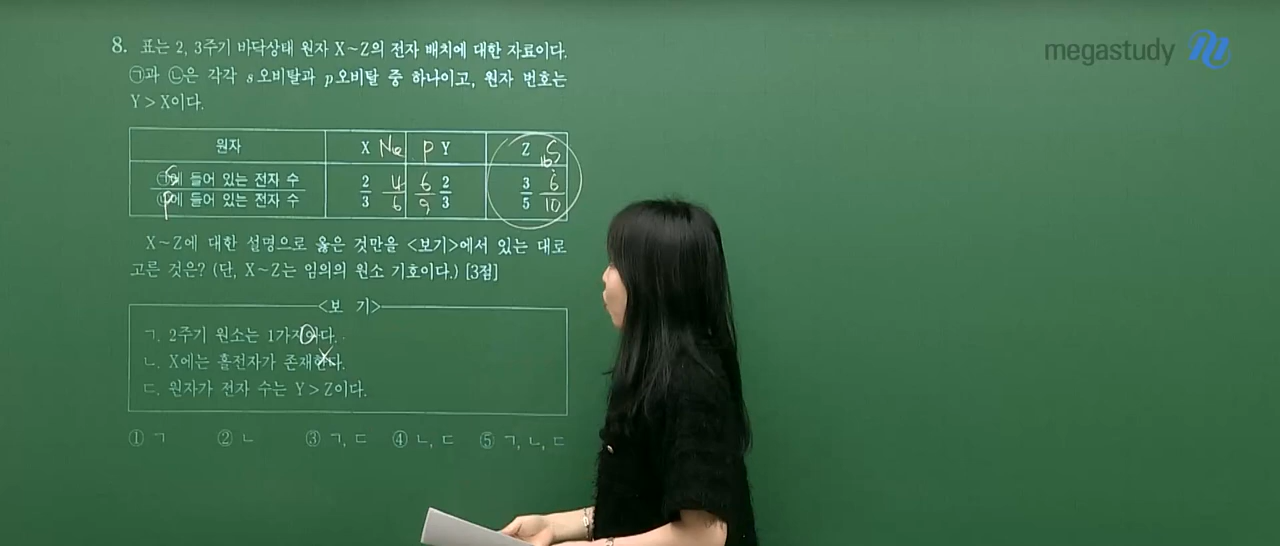 megastudy
8. 표는 2, 3주기 바닥상태 원자 X~Z의 전자 배치에 대한 자료이다.
㉠과 ㉡은 각각 s오비탈과 p오비탈 중 하나이고, 원자 번호는
Y > X이다.
원자 X Ne P Y Z 16S
㉠에 들어 있는 전자 수 s 2 4 6 2 3 6
㉡에 들어 있는 전자 수 p 3 6 9 3 5 10
X~Z에 대한 설명으로 옳은 것만을 <보기>에서 있는 대로
고른 것은? (단, X~Z는 임의의 원소 기호이다.) [3점]
<보 기>
ㄱ. 2주기 원소는 1가지이다.
ㄴ. X에는 홀전자가 존재한다.
ㄷ. 원자가 전자 수는 Y > Z이다.
① ㄱ ② ㄴ ③ ㄱ, ㄷ ④ ㄴ, ㄷ ⑤ ㄱ, ㄴ, ㄷ